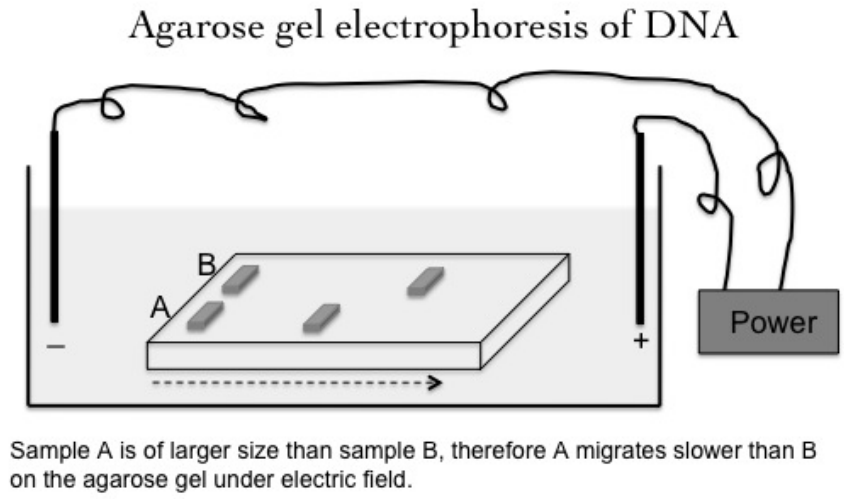 Agarose gel electrophoresis of DNA
B
A
–
+
Power
Sample A is of larger size than sample B, therefore A migrates slower than B
on the agarose gel under electric field.